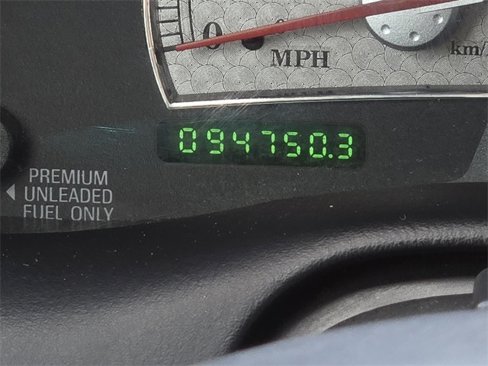 0
MPH
km/
094750.3
PREMIUM
UNLEADED
FUEL ONLY